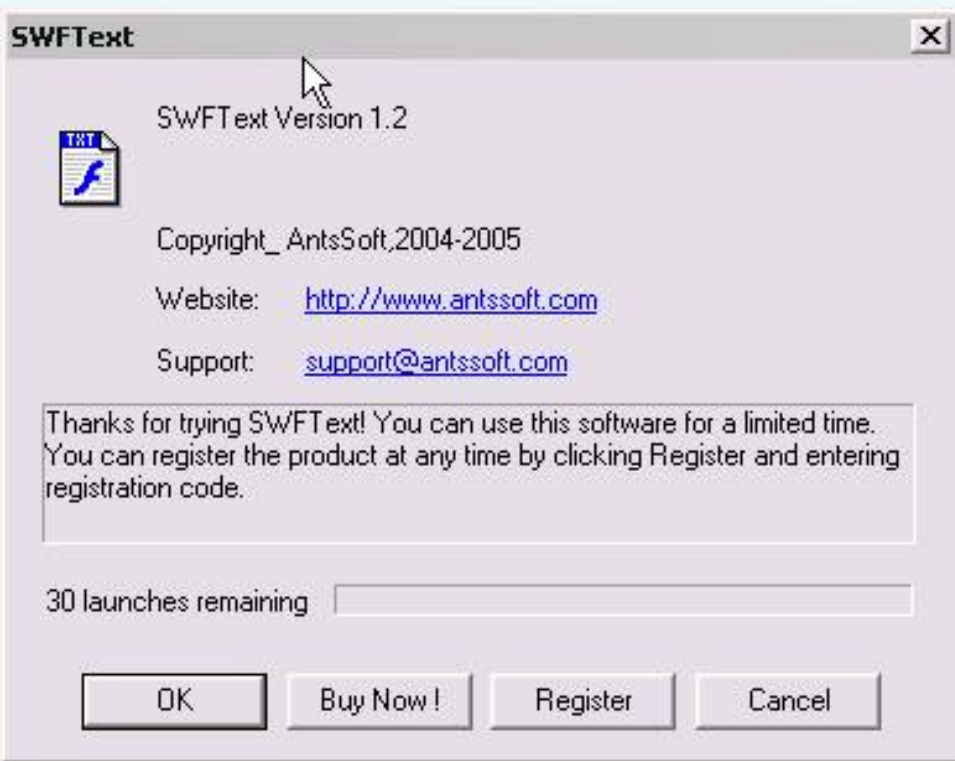 SWFText
SWFText Version 1.2
TXT
Copyright_ AntsSoft,2004-2005
Website: http://www.antssoft.com
Support: support@antssoft.com
Thanks for trying SWFText! You can use this software for a limited time.
You can register the product at any time by clicking Register and entering
registration code.
30 launches remaining
OK Buy Now ! Register Cancel